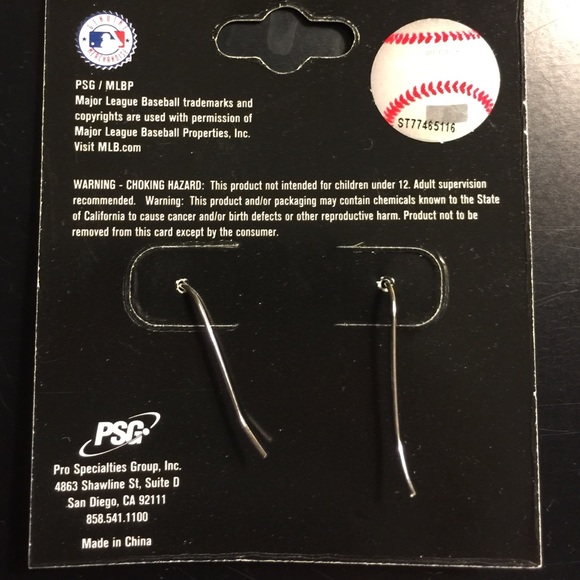 GENUINE
MERCHANDISE
PSG / MLBP
Major League Baseball trademarks and
copyrights are used with permission of
Major League Baseball Properties, Inc.
Visit MLB.com
ST77465116
WARNING - CHOKING HAZARD: This product not intended for children under 12. Adult supervision
recommended. Warning: This product and/or packaging may contain chemicals known to the State
of California to cause cancer and/or birth defects or other reproductive harm. Product not to be
removed from this card except by the consumer.
PSG
Pro Specialties Group, Inc.
4863 Shawline St, Suite D
San Diego, CA 92111
858.541.1100
Made in China